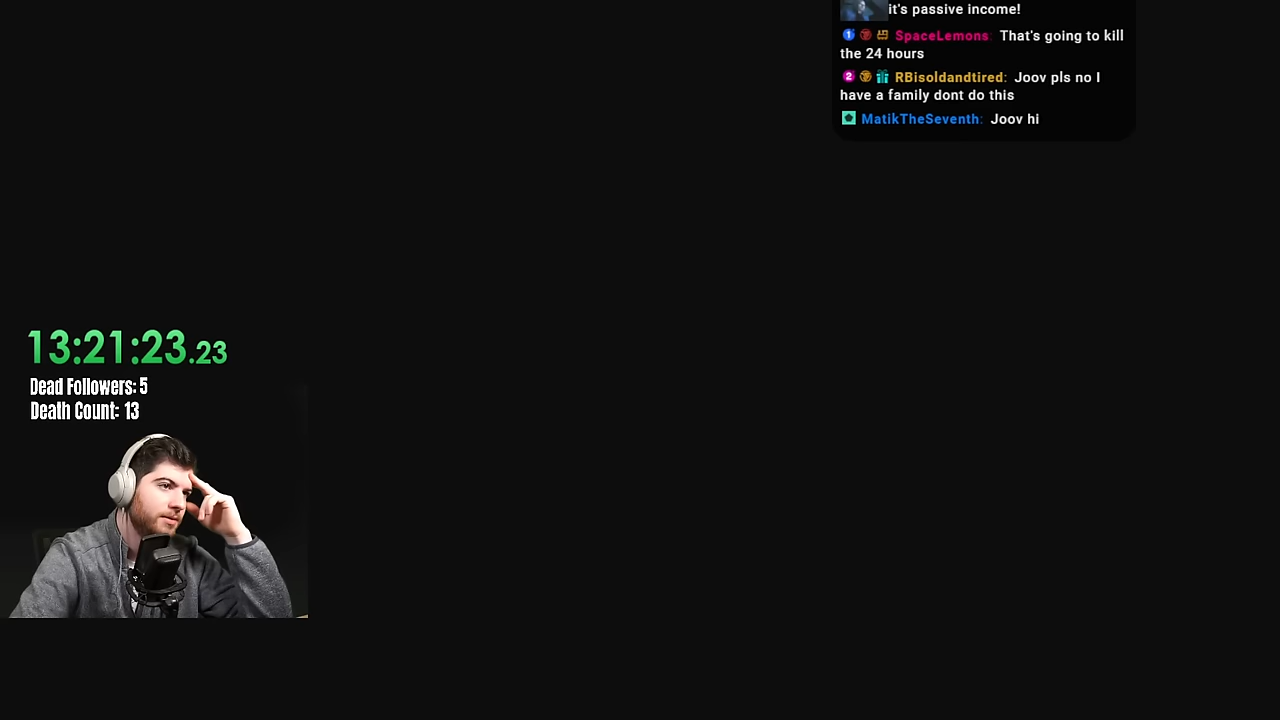 it's passive income!
SpaceLemons: That's going to kill
the 24 hours
RBisoldandtired: Joov pls no I
have a family dont do this
MatikTheSeventh: Joov hi
13:21:23.23
Dead Followers: 5
Death Count: 13